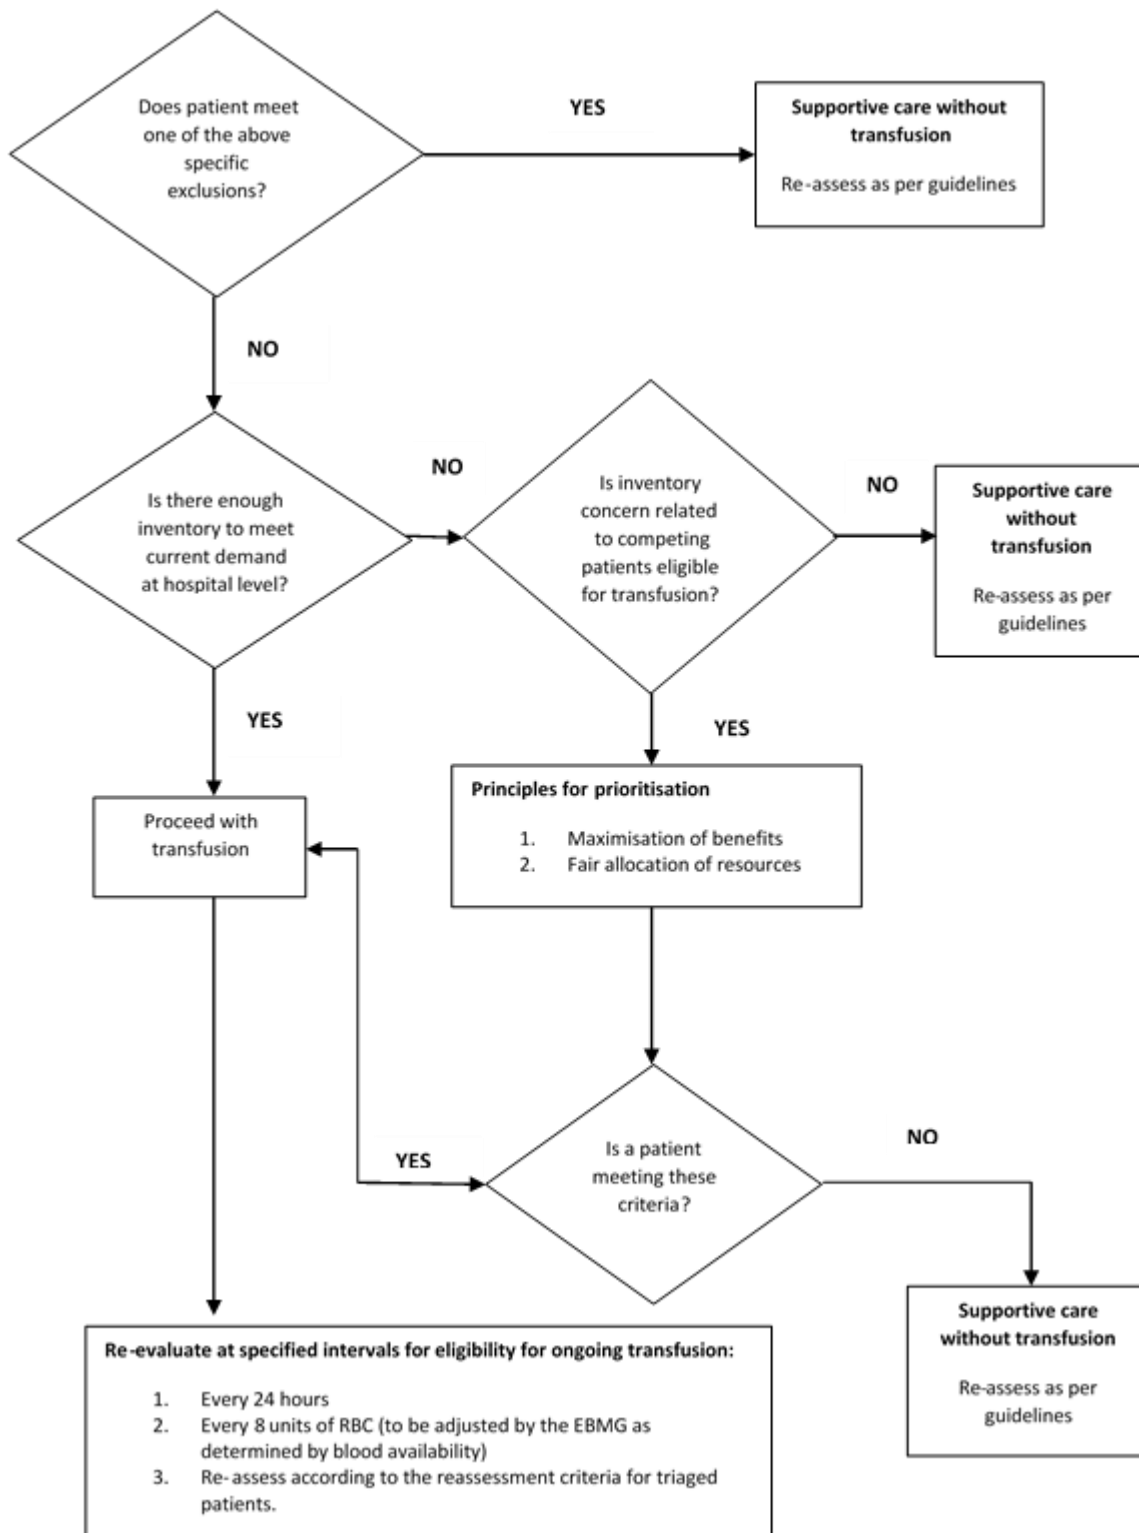 Does patient meet
one of the above
specific
exclusions?
YES
Supportive care without
transfusion
Re-assess as per guidelines
NO
Is there enough
inventory to meet
current demand
at hospital level?
NO
Is inventory
concern related
to competing
patients eligible
for transfusion?
NO
Supportive care
without
transfusion
Re-assess as per
guidelines
YES
YES
Proceed with
transfusion
Principles for prioritisation
1. Maximisation of benefits
2. Fair allocation of resources
YES
Is a patient
meeting these
criteria?
NO
Supportive care
without transfusion
Re-assess as per
guidelines
Re-evaluate at specified intervals for eligibility for ongoing transfusion:
1. Every 24 hours
2. Every 8 units of RBC (to be adjusted by the EBMG as
determined by blood availability)
3. Re-assess according to the reassessment criteria for triaged
patients.